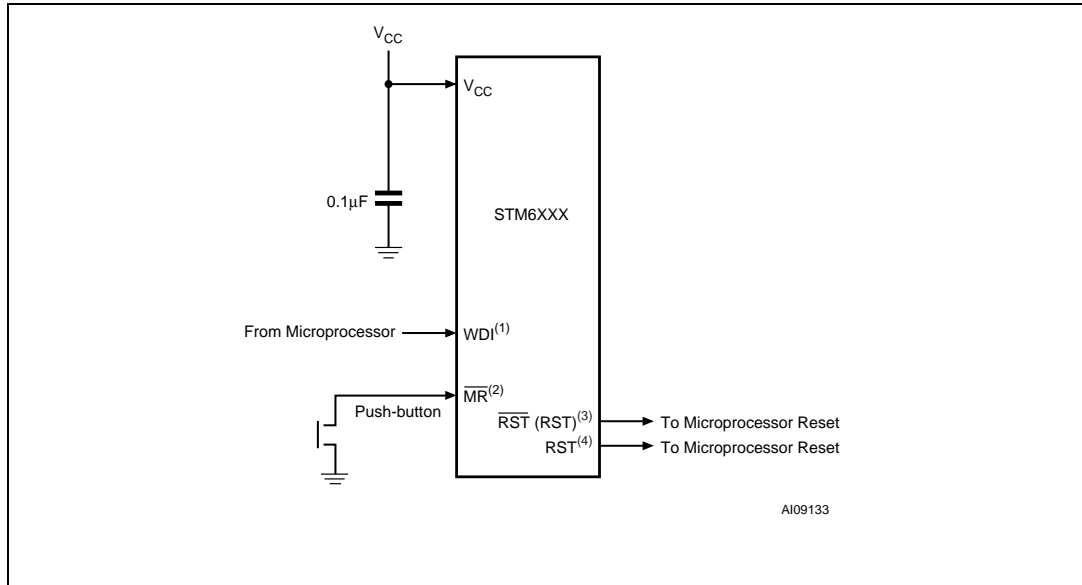 VCC
VCC
0.1μF
STM6XXX
From Microprocessor
WDI(1)
MR(2)
Push-button
RST (RST)(3)
To Microprocessor Reset
RST(4)
To Microprocessor Reset
AI09133